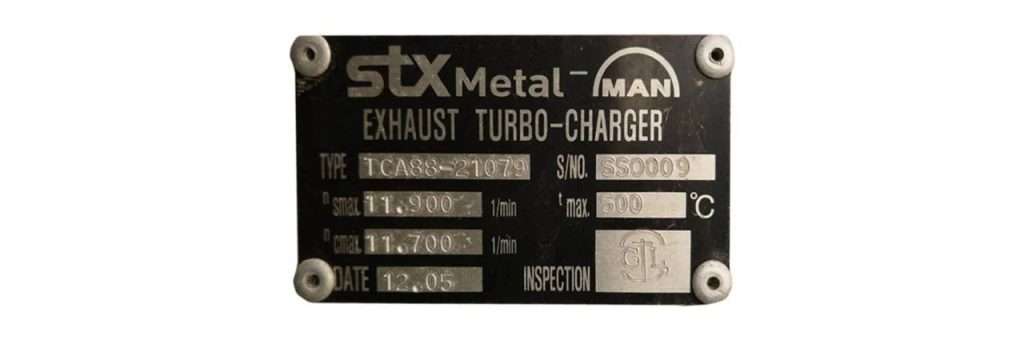 STX Metal - MAN
EXHAUST TURBO-CHARGER
TYPE TCA88-21079 S/NO. SSO009
n smax. 11.900 1/min t max. 500 °C
n cmax. 11.700 1/min
DATE 12.05 INSPECTION